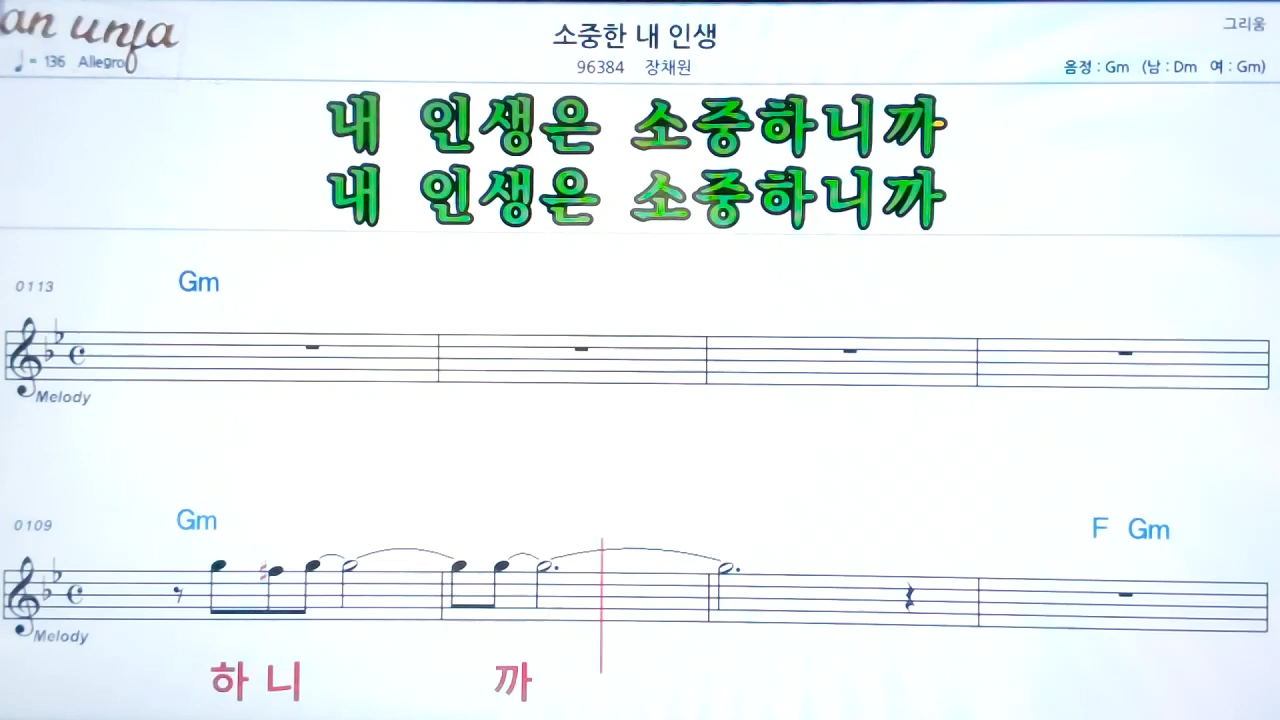 an unfa
♩= 136 Allegro
소중한 내 인생
96384 장채원
그리움
음정 : Gm (남 : Dm 여 : Gm)
내 인생은 소중하니까
내 인생은 소중하니까
0113 Gm
Melody
0109 Gm F Gm
Melody
하 니 까